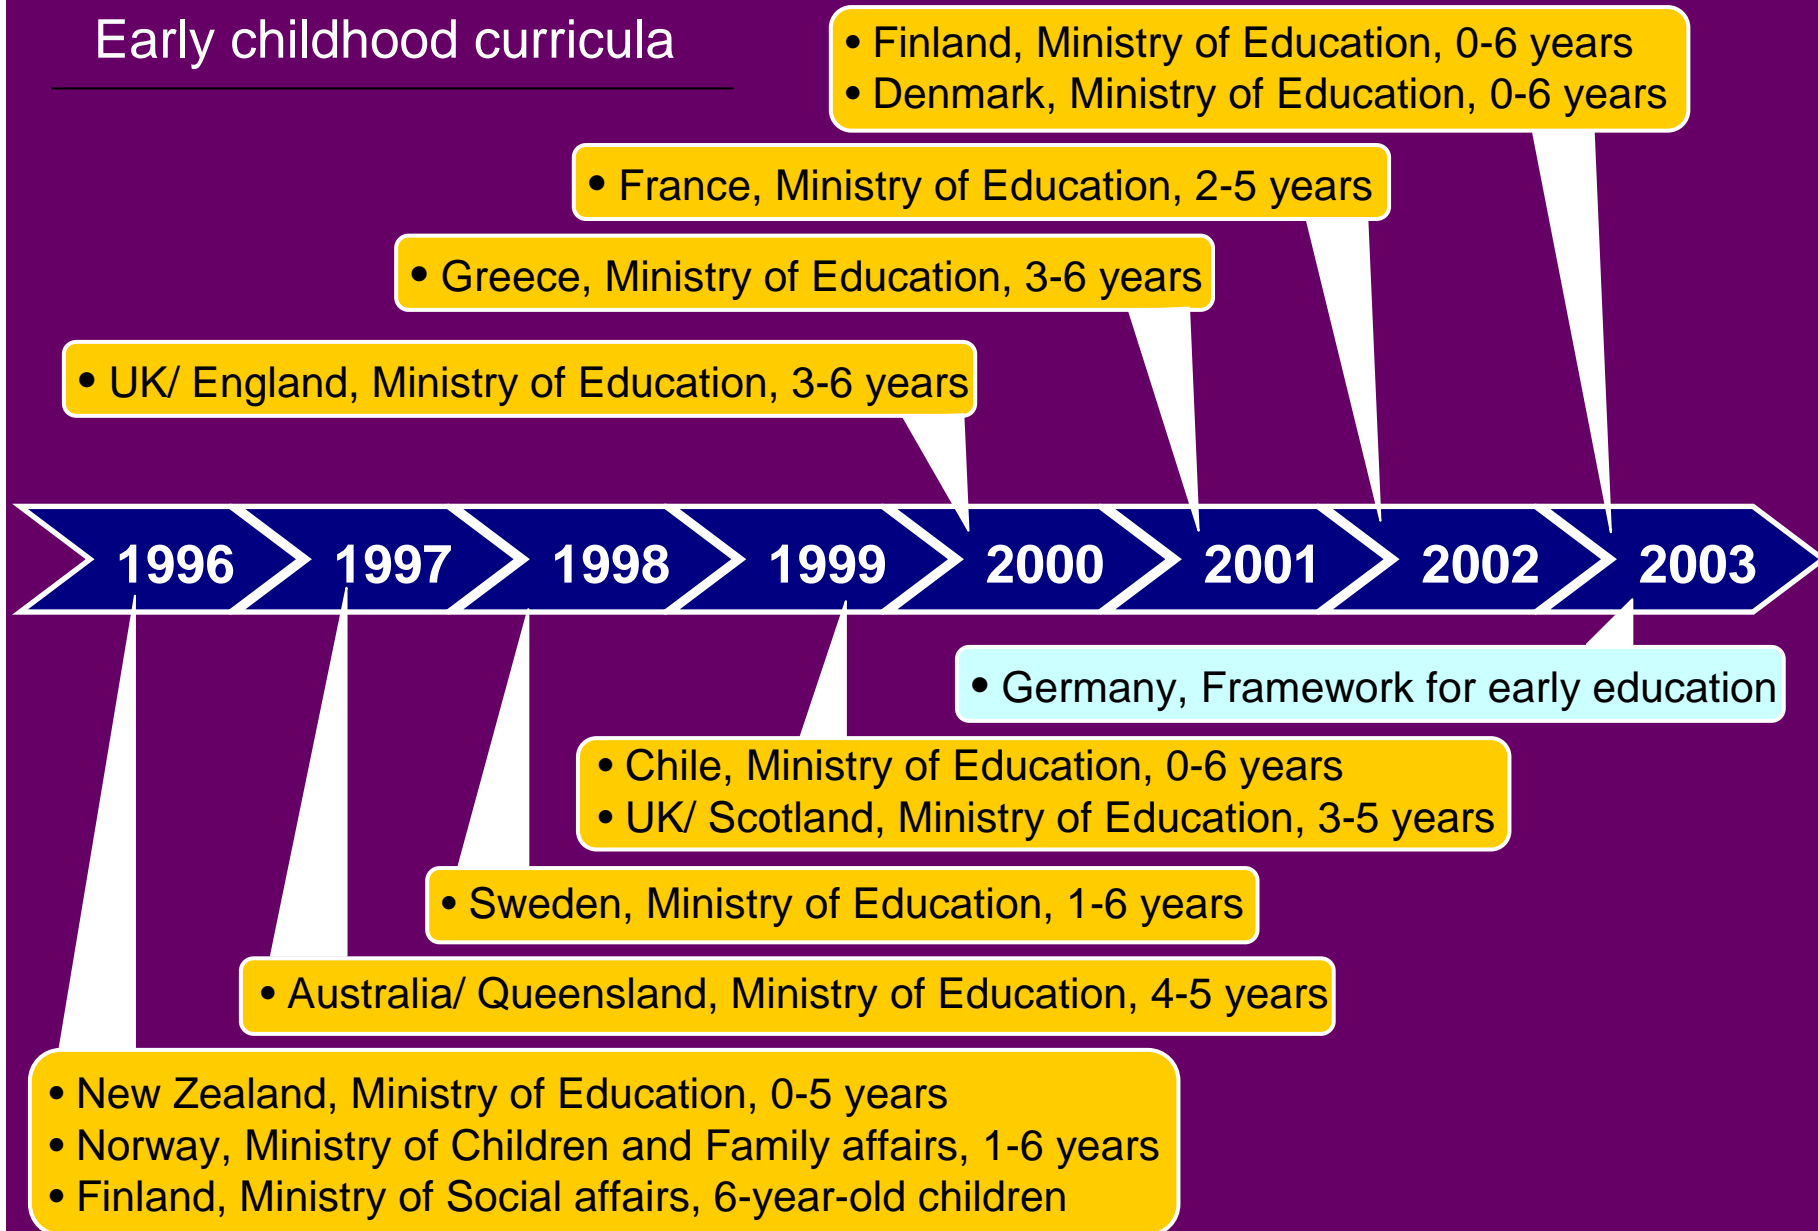 Early childhood curricula
• Finland, Ministry of Education, 0-6 years
• Denmark, Ministry of Education, 0-6 years
• France, Ministry of Education, 2-5 years
• Greece, Ministry of Education, 3-6 years
• UK/ England, Ministry of Education, 3-6 years
1996 1997 1998 1999 2000 2001 2002 2003
• Germany, Framework for early education
• Chile, Ministry of Education, 0-6 years
• UK/ Scotland, Ministry of Education, 3-5 years
• Sweden, Ministry of Education, 1-6 years
• Australia/ Queensland, Ministry of Education, 4-5 years
• New Zealand, Ministry of Education, 0-5 years
• Norway, Ministry of Children and Family affairs, 1-6 years
• Finland, Ministry of Social affairs, 6-year-old children